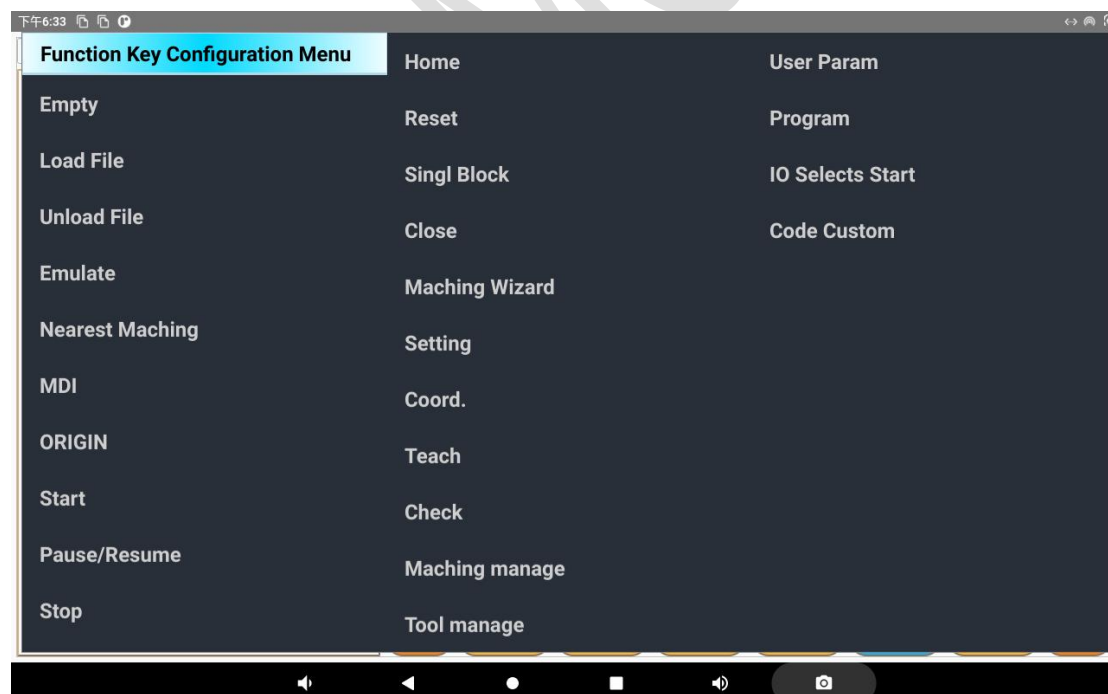 下午6:33
Function Key Configuration Menu
Empty
Load File
Unload File
Emulate
Nearest Maching
MDI
ORIGIN
Start
Pause/Resume
Stop
Home
Reset
Singl Block
Close
Maching Wizard
Setting
Coord.
Teach
Check
Maching manage
Tool manage
User Param
Program
IO Selects Start
Code Custom